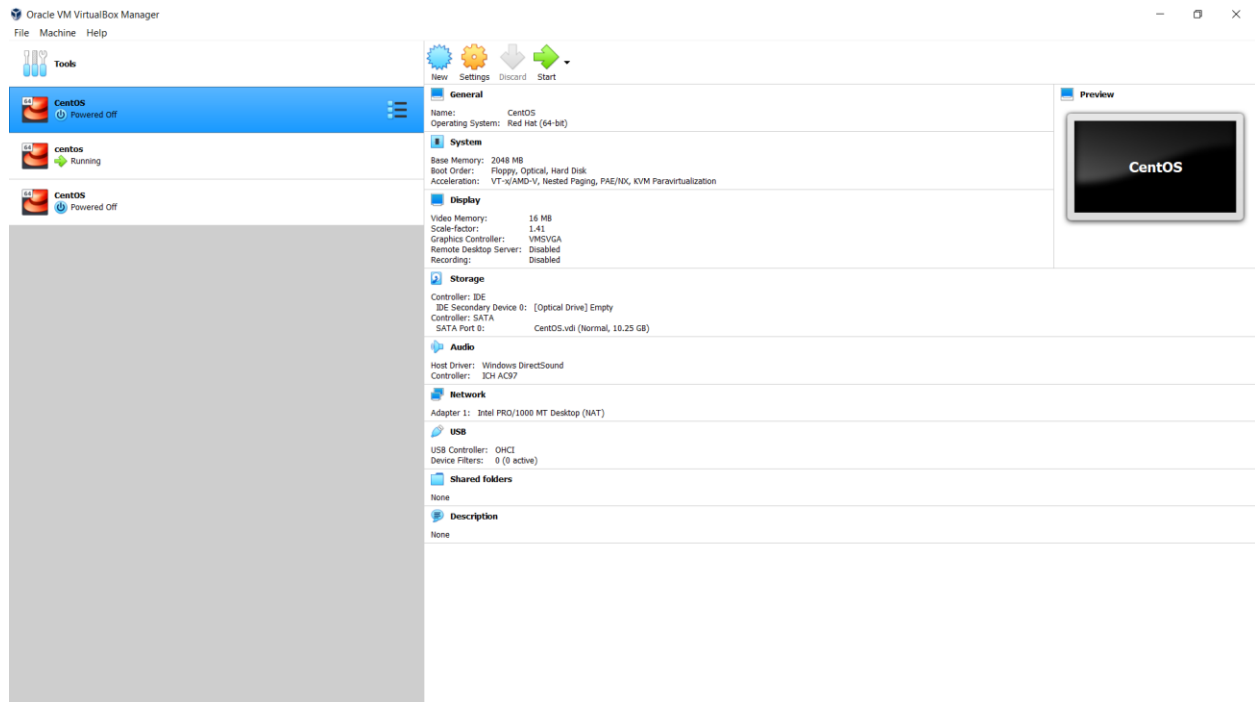 Oracle VM VirtualBox Manager
File Machine Help
Tools
64
CentOS
Powered Off
64
centos
Running
64
CentOS
Powered Off
New Settings Discard Start
General
Name: CentOS
Operating System: Red Hat (64-bit)
System
Base Memory: 2048 MB
Boot Order: Floppy, Optical, Hard Disk
Acceleration: VT-x/AMD-V, Nested Paging, PAE/NX, KVM Paravirtualization
Display
Video Memory: 16 MB
Scale-factor: 1.41
Graphics Controller: VMSVGA
Remote Desktop Server: Disabled
Recording: Disabled
Storage
Controller: IDE
IDE Secondary Device 0: [Optical Drive] Empty
Controller: SATA
SATA Port 0: CentOS.vdi (Normal, 10.25 GB)
Audio
Host Driver: Windows DirectSound
Controller: ICH AC97
Network
Adapter 1: Intel PRO/1000 MT Desktop (NAT)
USB
USB Controller: OHCI
Device Filters: 0 (0 active)
Shared folders
None
Description
None
Preview
CentOS